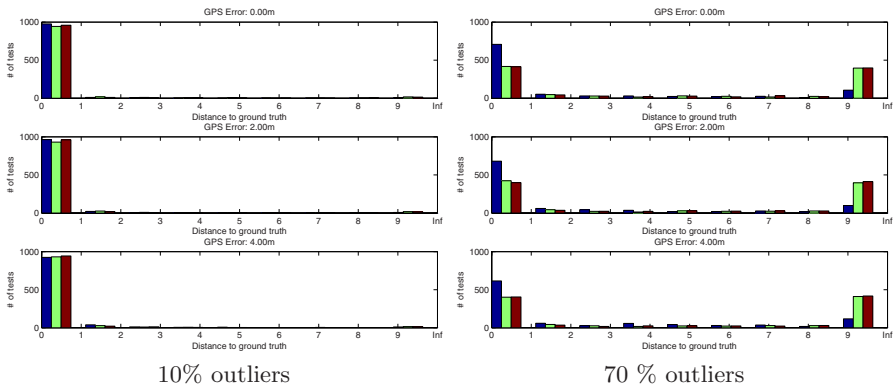 GPS Error: 0.00m
1000
500
0
# of tests
0 1 2 3 4 5 6 7 8 9 Inf
Distance to ground truth
GPS Error: 2.00m
1000
500
0
# of tests
0 1 2 3 4 5 6 7 8 9 Inf
Distance to ground truth
GPS Error: 4.00m
1000
500
0
# of tests
0 1 2 3 4 5 6 7 8 9 Inf
Distance to ground truth
10% outliers
GPS Error: 0.00m
1000
500
0
# of tests
0 1 2 3 4 5 6 7 8 9 Inf
Distance to ground truth
GPS Error: 2.00m
1000
500
0
# of tests
0 1 2 3 4 5 6 7 8 9 Inf
Distance to ground truth
GPS Error: 4.00m
1000
500
0
# of tests
0 1 2 3 4 5 6 7 8 9 Inf
Distance to ground truth
70 % outliers